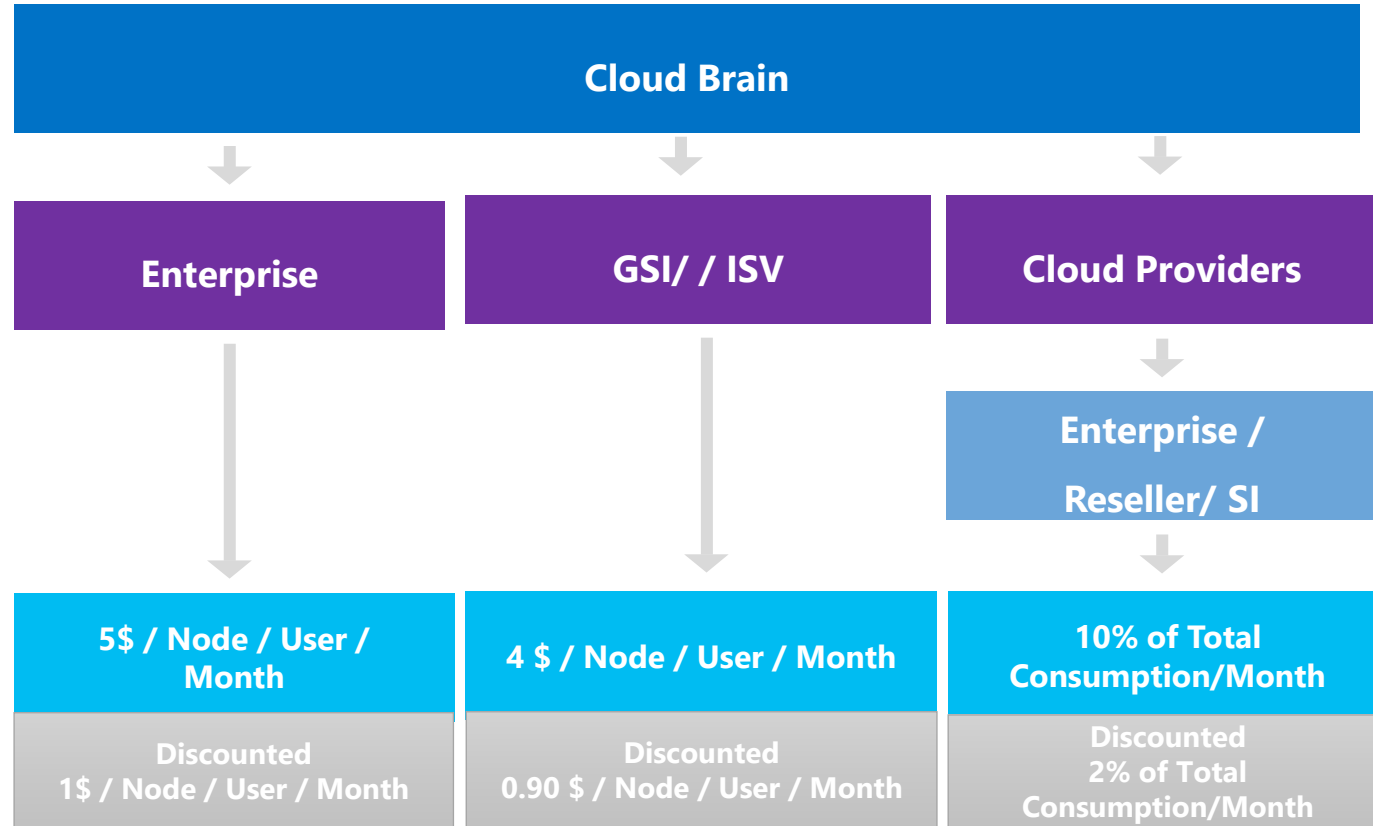 Cloud Brain
Enterprise
GSI/ / ISV
Cloud Providers
Enterprise /
Reseller/ SI
5$ / Node / User /
Month
4 $ / Node / User / Month
10% of Total
Consumption/Month
Discounted
1$ / Node / User / Month
Discounted
0.90 $ / Node / User / Month
Discounted
2% of Total
Consumption/Month